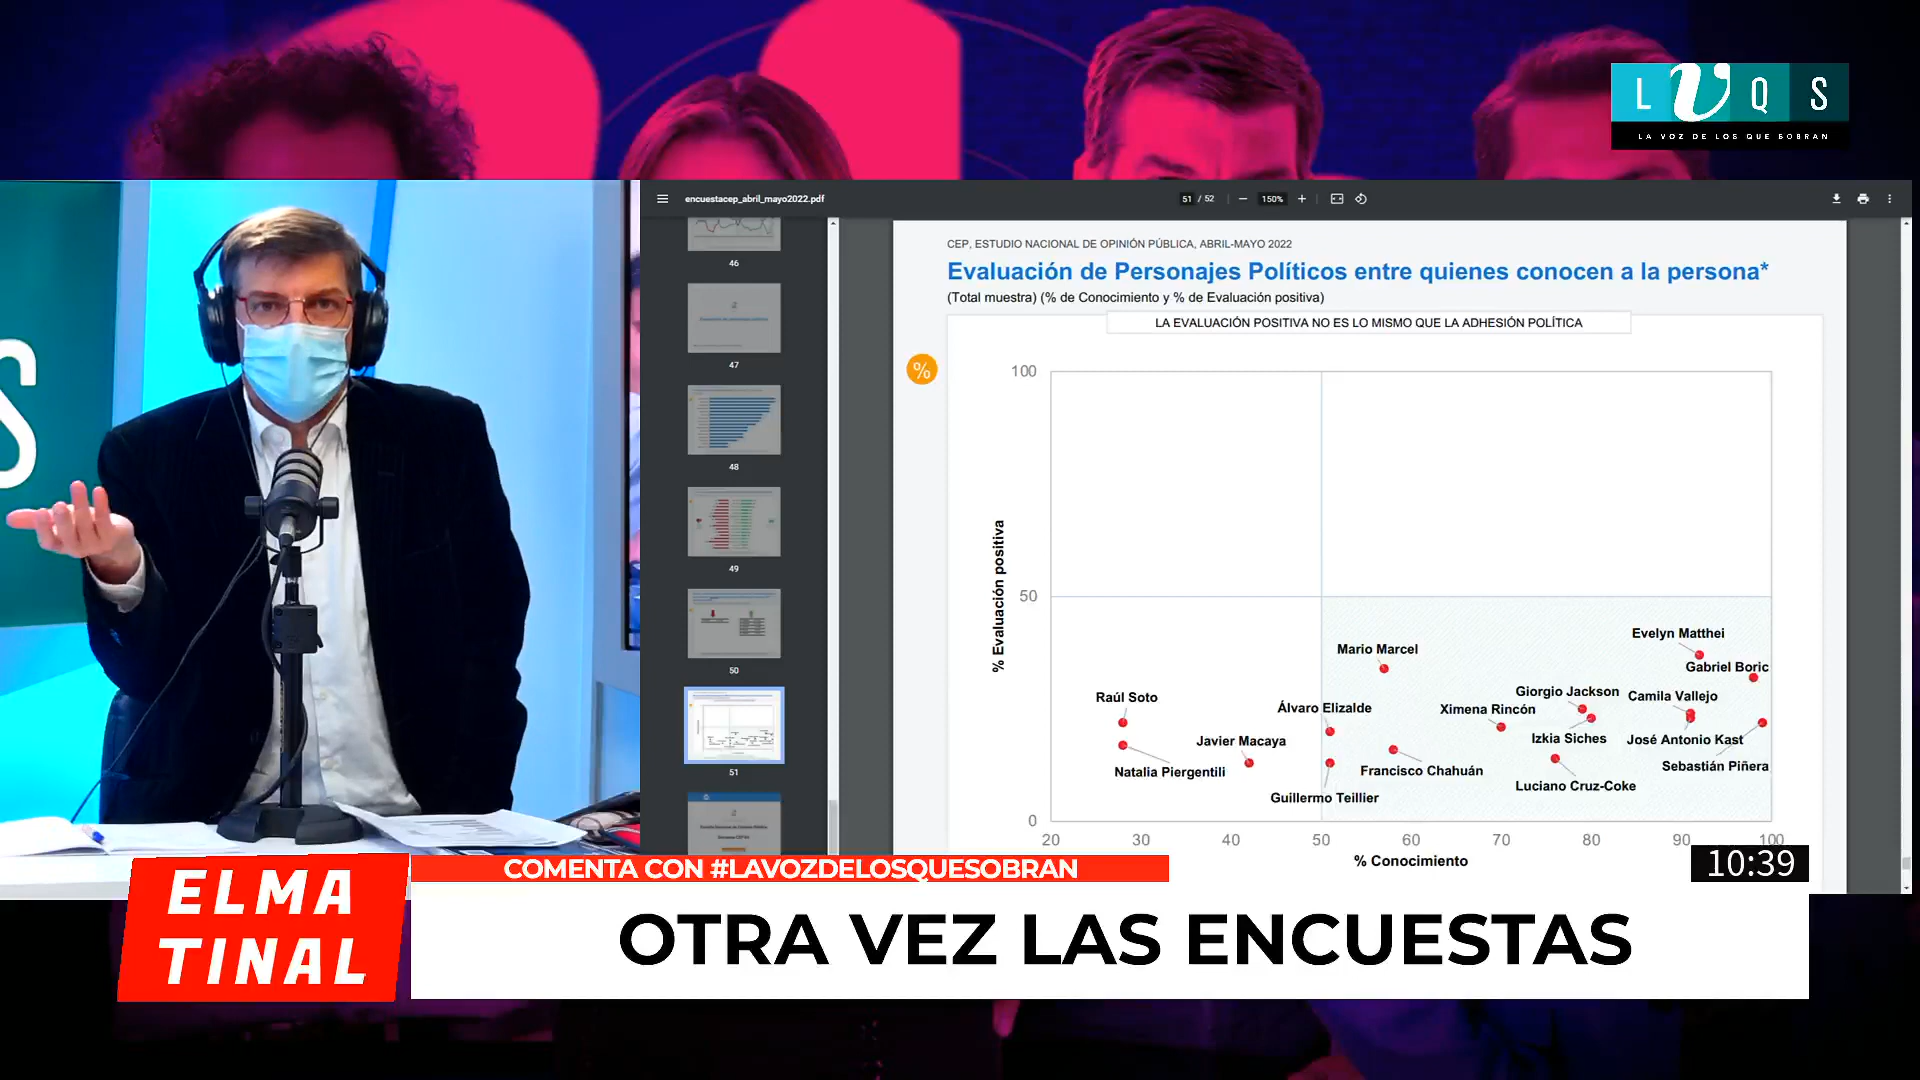 L V Q S
LA VOZ DE LOS QUE SOBRAN
S
encuestacep_abril_mayo2022.pdf
51 / 52
150%
46
47
48
49
50
51
CEP, ESTUDIO NACIONAL DE OPINIÓN PÚBLICA, ABRIL-MAYO 2022
Evaluación de Personajes Políticos entre quienes conocen a la persona*
(Total muestra) (% de Conocimiento y % de Evaluación positiva)
LA EVALUACIÓN POSITIVA NO ES LO MISMO QUE LA ADHESIÓN POLÍTICA
%
100
50
0
% Evaluación positiva
Evelyn Matthei
Mario Marcel
Gabriel Boric
Raúl Soto
Giorgio Jackson
Camila Vallejo
Álvaro Elizalde
Ximena Rincón
Javier Macaya
Izkia Siches
José Antonio Kast
Natalia Piergentili
Francisco Chahuán
Sebastián Piñera
Guillermo Teillier
Luciano Cruz-Coke
20 30 40 50 60 70 80 90 100
% Conocimiento
10:39
COMENTA CON #LAVOZDELOSQUESOBRAN
ELMA
TINAL
OTRA VEZ LAS ENCUESTAS